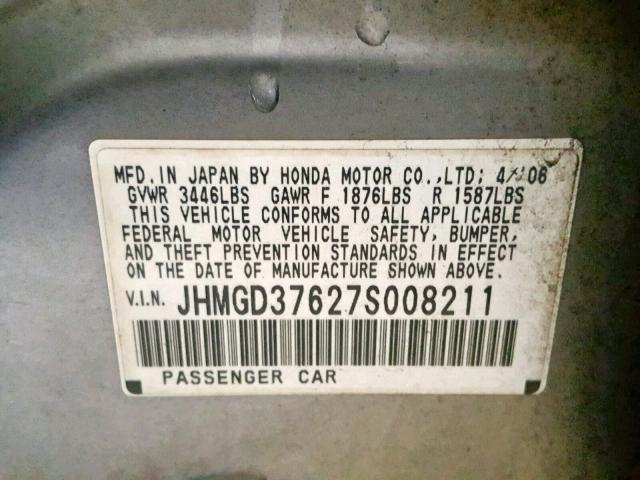 MFD. IN JAPAN BY HONDA MOTOR CO., LTD; 4/06
GVWR 3446LBS GAWR F 1876LBS R 1587LBS
THIS VEHICLE CONFORMS TO ALL APPLICABLE
FEDERAL MOTOR VEHICLE SAFETY, BUMPER,
AND THEFT PREVENTION STANDARDS IN EFFECT
ON THE DATE OF MANUFACTURE SHOWN ABOVE.
V.I.N. JHMGD37627S008211
PASSENGER CAR